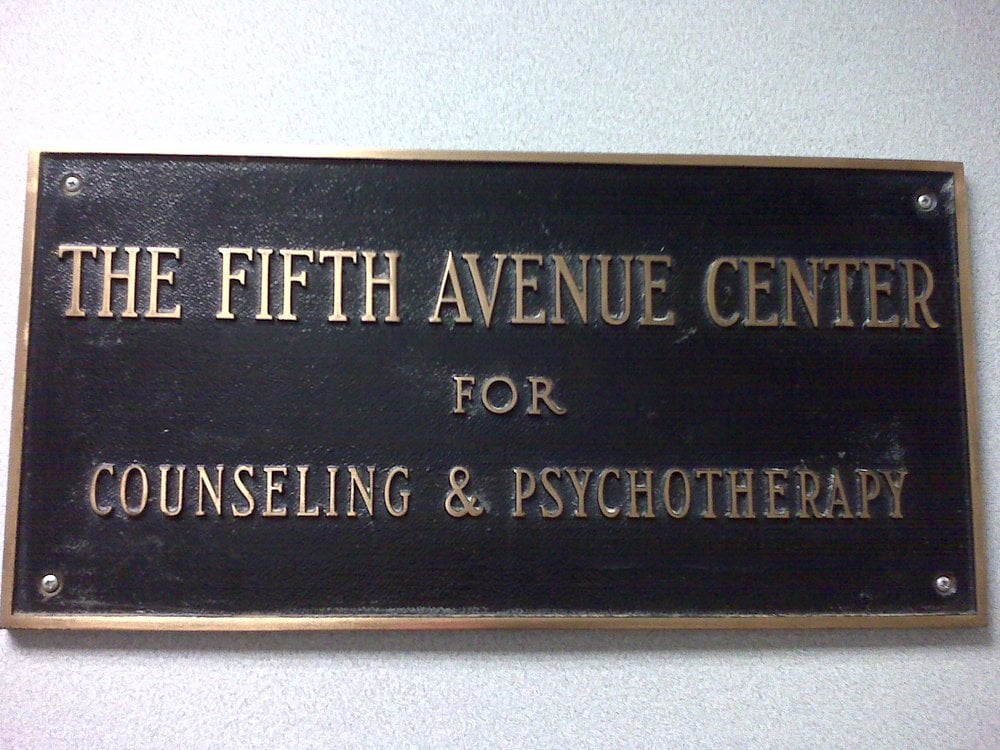 THE FIFTH AVENUE CENTER
FOR
COUNSELING & PSYCHOTHERAPY